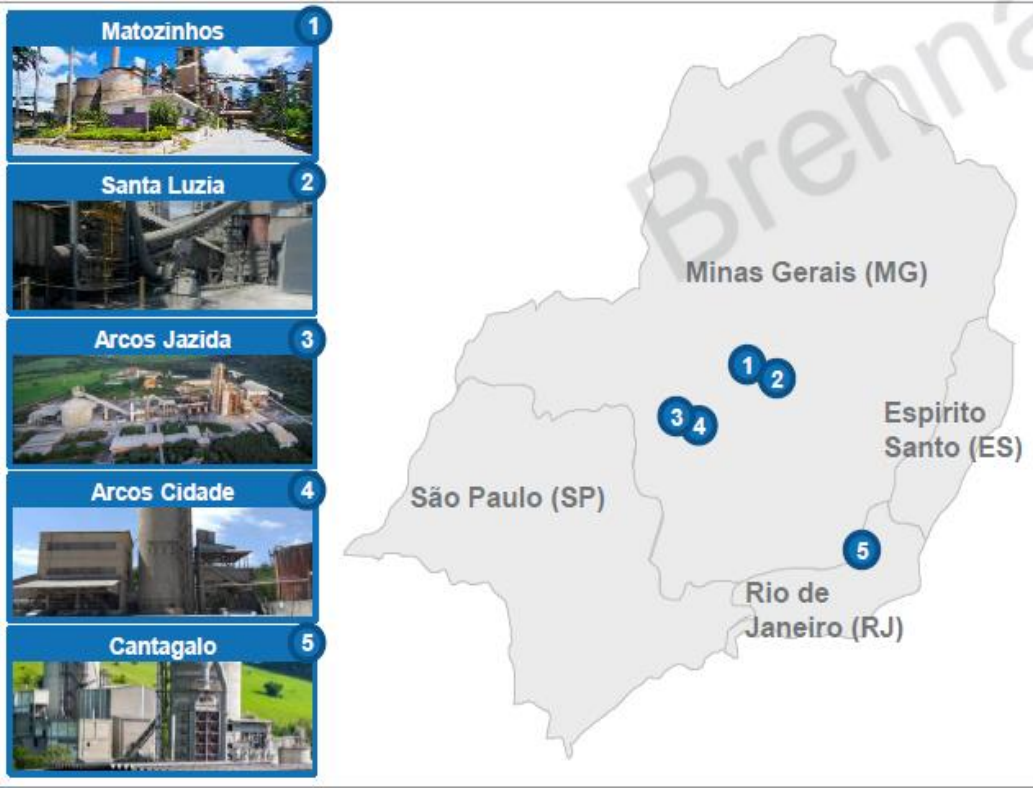 Matozinhos 1
Santa Luzia 2
Arcos Jazida 3
Arcos Cidade 4
Cantagalo 5
Brenna
Minas Gerais (MG)
1
2
3
4
Espirito
Santo (ES)
São Paulo (SP)
5
Rio de
Janeiro (RJ)